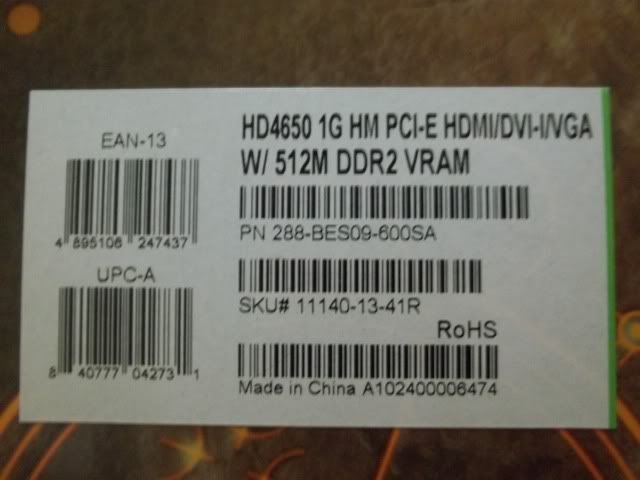 EAN-13
4 895106 247437
UPC-A
8 40777 04273 1
HD4650 1G HM PCI-E HDMI/DVI-I/VGA
W/ 512M DDR2 VRAM
PN 288-BES09-600SA
SKU# 11140-13-41R
RoHS
Made in China A102400006474